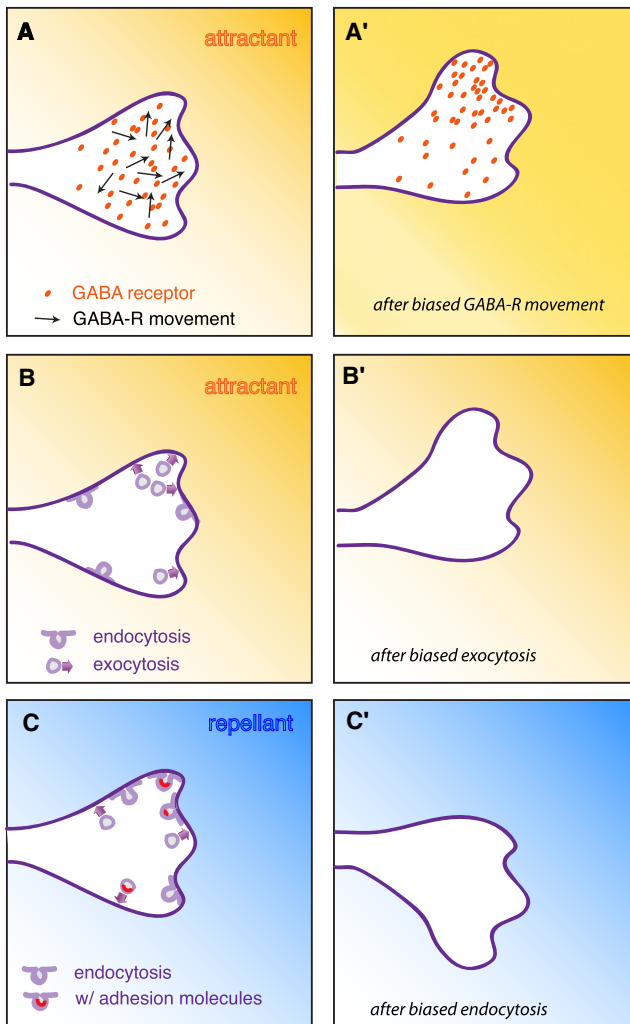 A
attractant
GABA receptor
GABA-R movement
A'
after biased GABA-R movement
B
attractant
endocytosis
exocytosis
B'
after biased exocytosis
C
repellant
endocytosis
w/ adhesion molecules
C'
after biased endocytosis